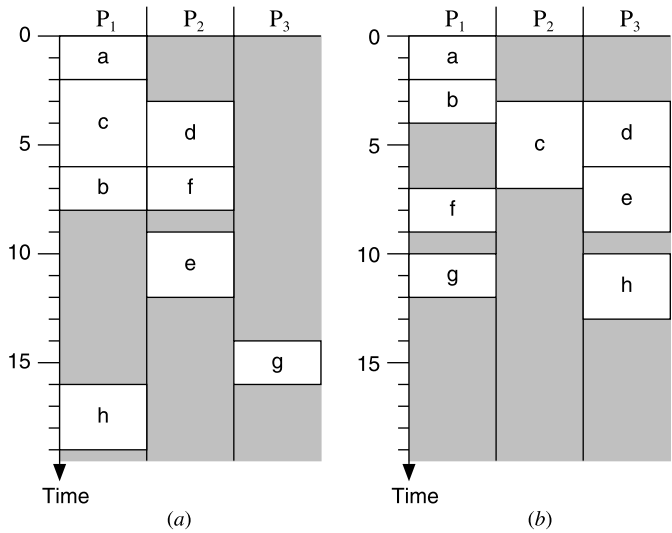 P1 P2 P3 P1 P2 P3
0 0
a a
b
c d c d
5 5
b f e
f
10 10
e g h
15 15
g
h
Time Time
(a) (b)